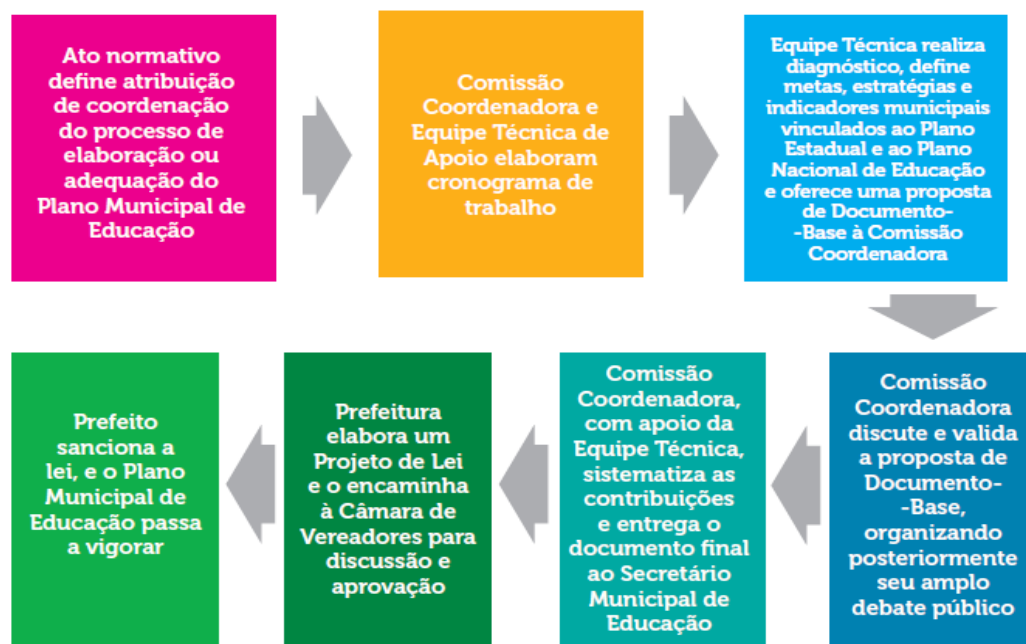 Ato normativo
define atribuição
de coordenação
do processo de
elaboração ou
adequação do
Plano Municipal de
Educação
Comissão
Coordenadora e
Equipe Técnica de
Apoio elaboram
cronograma de
trabalho
Equipe Técnica realiza
diagnóstico, define
metas, estratégias e
indicadores municipais
vinculados ao Plano
Estadual e ao Plano
Nacional de Educação
e oferece uma proposta
de Documento-
-Base à Comissão
Coordenadora
Comissão
Coordenadora
discute e valida
a proposta de
Documento-
-Base,
organizando
posteriormente
seu amplo
debate público
Comissão
Coordenadora,
com apoio da
Equipe Técnica,
sistematiza as
contribuições
e entrega o
documento final
ao Secretário
Municipal de
Educação
Prefeitura
elabora um
Projeto de Lei
e o encaminha
à Câmara de
Vereadores para
discussão e
aprovação
Prefeito
sanciona a
lei, e o Plano
Municipal de
Educação passa
a vigorar